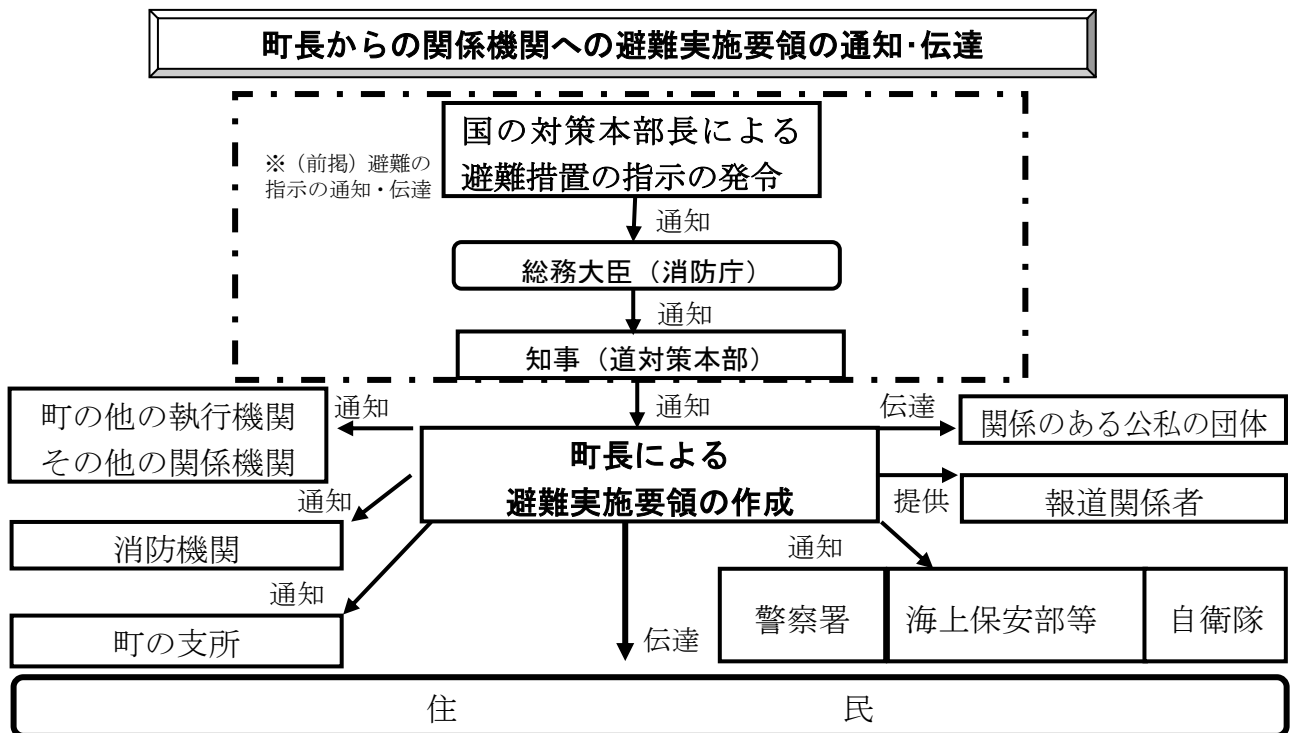 町長からの関係機関への避難実施要領の通知・伝達
国の対策本部長による
避難措置の指示の発令
※（前掲）避難の
指示の通知・伝達
通知
総務大臣（消防庁）
通知
知事（道対策本部）
通知
通知
伝達
町の他の執行機関
その他の関係機関
町長による
避難実施要領の作成
関係のある公私の団体
通知
提供
報道関係者
消防機関
通知
通知
町の支所
伝達
警察署
海上保安部等
自衛隊
住民